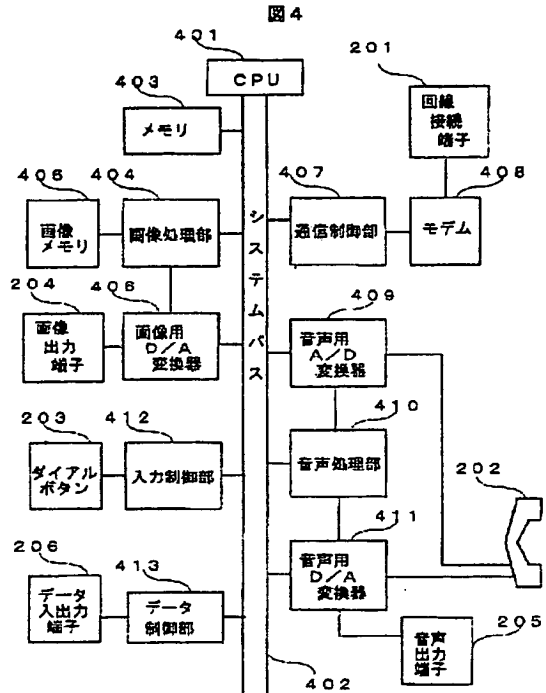 図4
401
CPU
403
メモリ
201
回線
接続
端子
406
404
画像
メモリ
画像処理部
407
408
通信制御部
モデム
システムバス
204
406
画像
出力
端子
画像用
D/A
変換器
409
音声用
A/D
変換器
203
412
ダイアル
ボタン
入力制御部
410
音声処理部
202
206
413
データ
入出力
端子
データ
制御部
411
音声用
D/A
変換器
402
音声
出力
端子
205